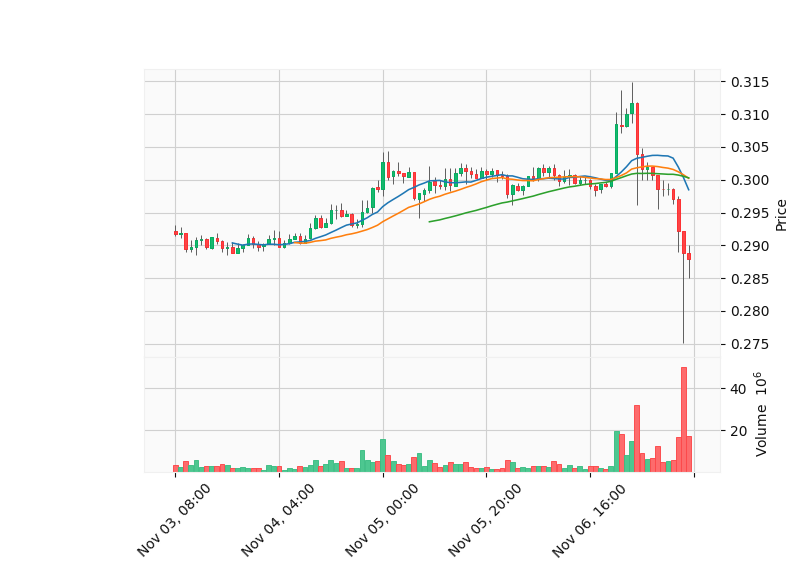 0.315
0.310
0.305
0.300
0.295
0.290
0.285
0.280
0.275
Price
40
20
Volume 10^6
Nov 03, 08:00
Nov 04, 04:00
Nov 05, 00:00
Nov 05, 20:00
Nov 06, 16:00